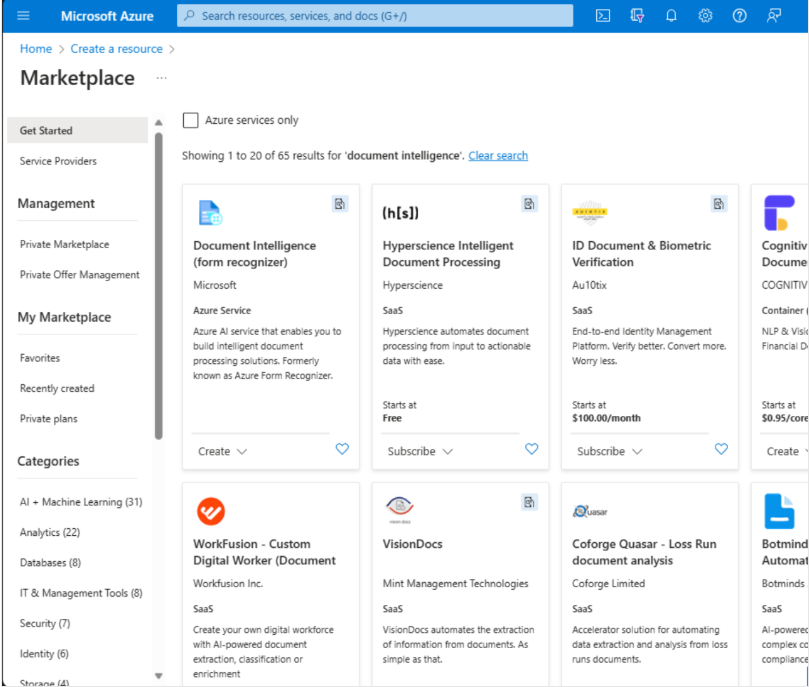 Microsoft Azure
Search resources, services, and docs (G+/)
Home > Create a resource >
Marketplace ...
Get Started
Service Providers
Management
Private Marketplace
Private Offer Management
My Marketplace
Favorites
Recently created
Private plans
Categories
AI + Machine Learning (31)
Analytics (22)
Databases (8)
IT & Management Tools (8)
Security (7)
Identity (6)
Storage (4)
Azure services only
Showing 1 to 20 of 65 results for 'document intelligence'. Clear search
Document Intelligence
(form recognizer)
Microsoft
Azure Service
Azure AI service that enables you to
build intelligent document
processing solutions. Formerly
known as Azure Form Recognizer.
Create
(h[s])
Hyperscience Intelligent
Document Processing
Hyperscience
SaaS
Hyperscience automates document
processing from input to actionable
data with ease.
Starts at
Free
Subscribe
AU10TIX
ID Document & Biometric
Verification
Au10tix
SaaS
End-to-end Identity Management
Platform. Verify better. Convert more.
Worry less.
Starts at
$100.00/month
Subscribe
Cognitiv
Docume
COGNITIV
Container (
NLP & Visi
Financial D
Starts at
$0.95/core
Create
WorkFusion - Custom
Digital Worker (Document
Workfusion Inc.
SaaS
Create your own digital workforce
with AI-powered document
extraction, classification or
enrichment
vision docs
VisionDocs
Mint Management Technologies
SaaS
VisionDocs automates the extraction
of information from documents. As
simple as that.
Quasar
Coforge Quasar - Loss Run
document analysis
Coforge Limited
SaaS
Accelerator solution for automating
data extraction and analysis from loss
runs documents.
Botmind
Automat
Botminds
SaaS
AI-powered
complex co
compliance